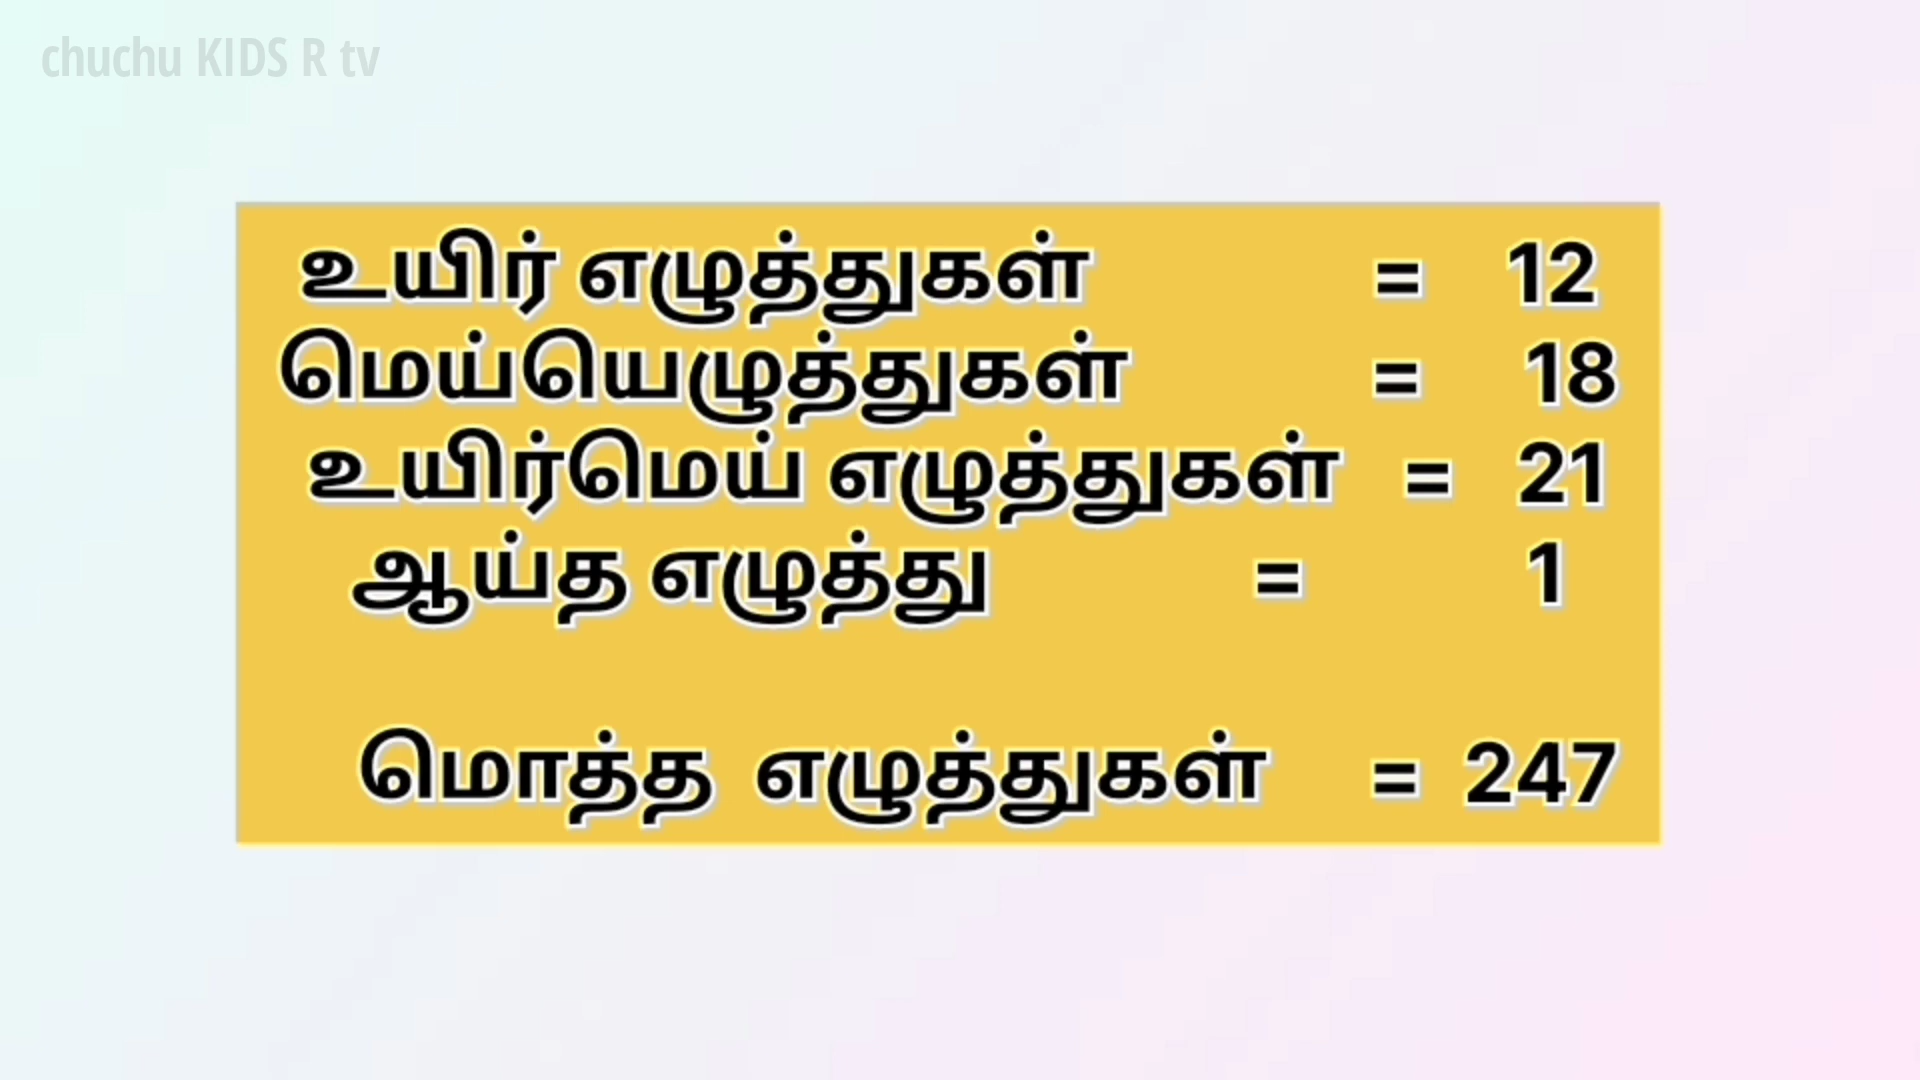 chuchu KIDS R tv
உயிர் எழுத்துகள் = 12
மெய்யெழுத்துகள் = 18
உயிர்மெய் எழுத்துகள் = 21
ஆய்த எழுத்து = 1
மொத்த எழுத்துகள் = 247